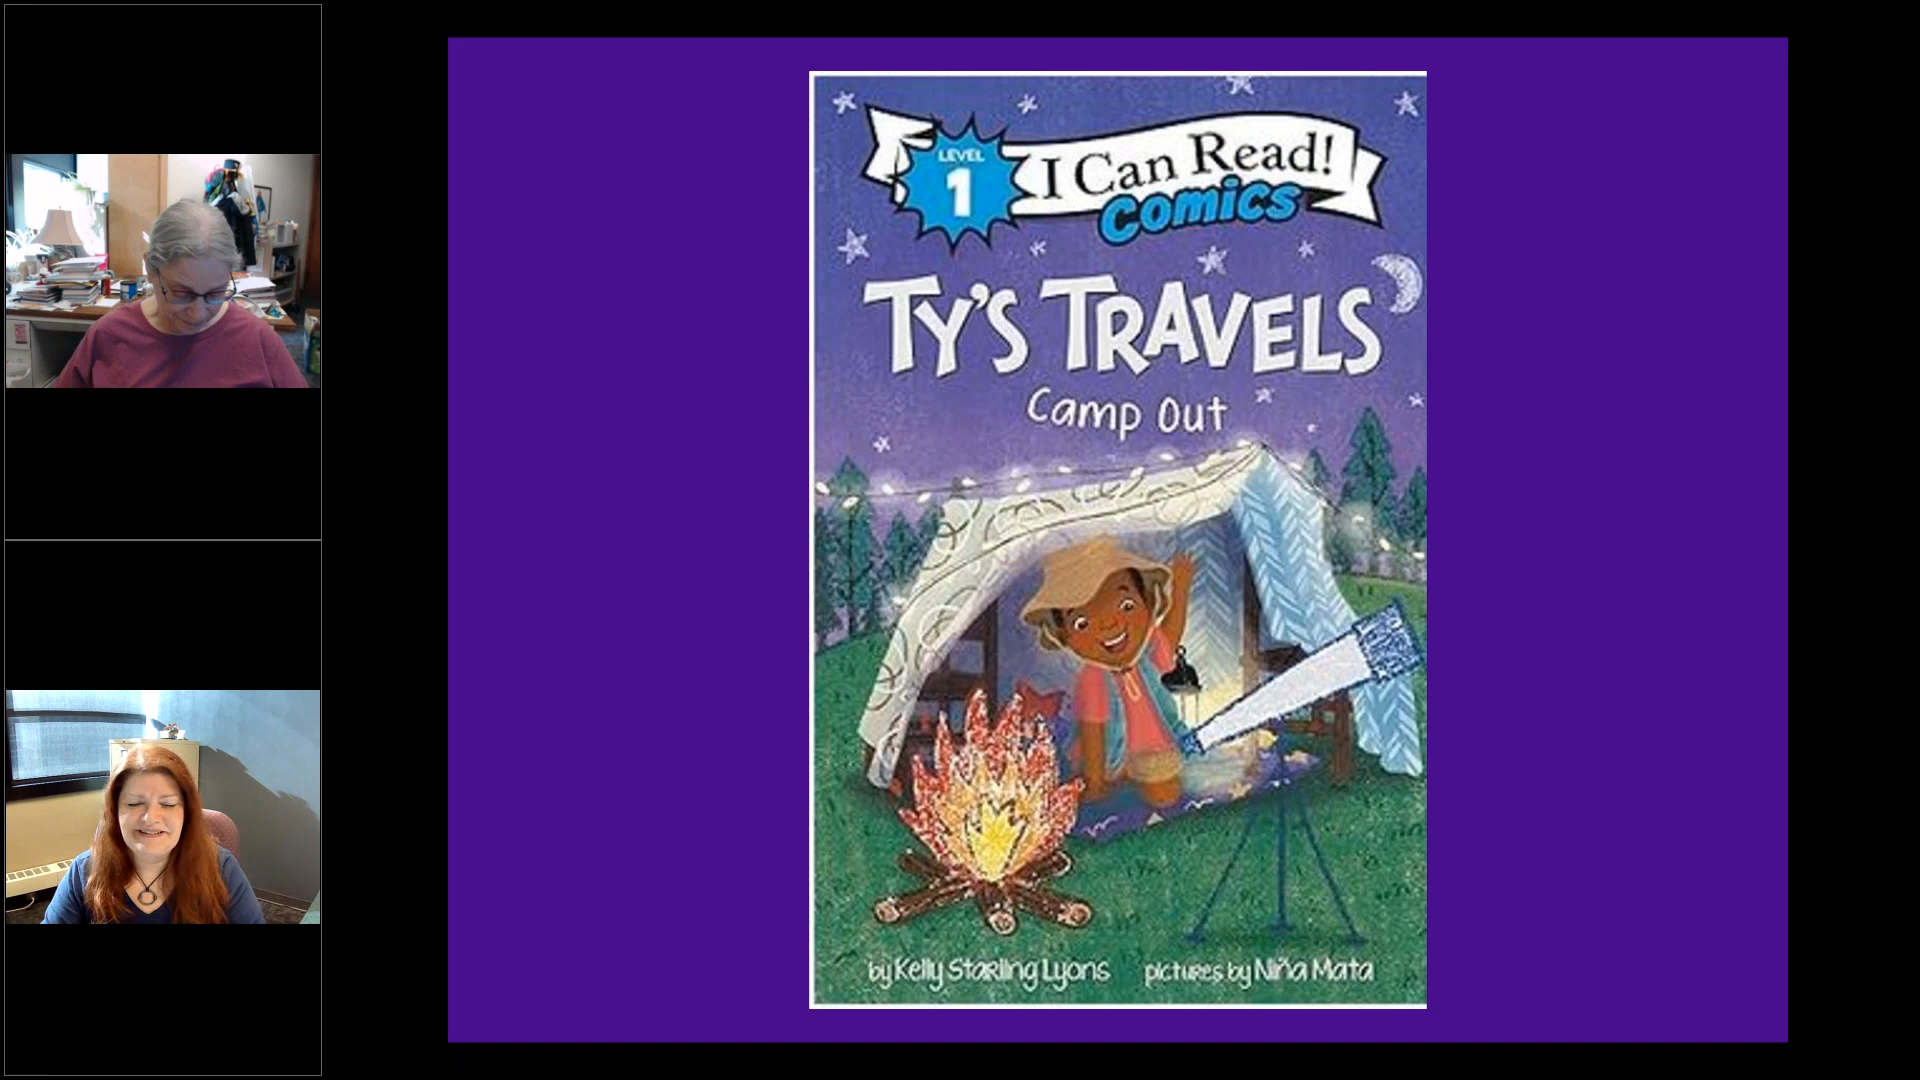 LEVEL
1
I Can Read!
Comics
TY'S TRAVELS
Camp Out
by Kelly Starling Lyons pictures by Niña Mata